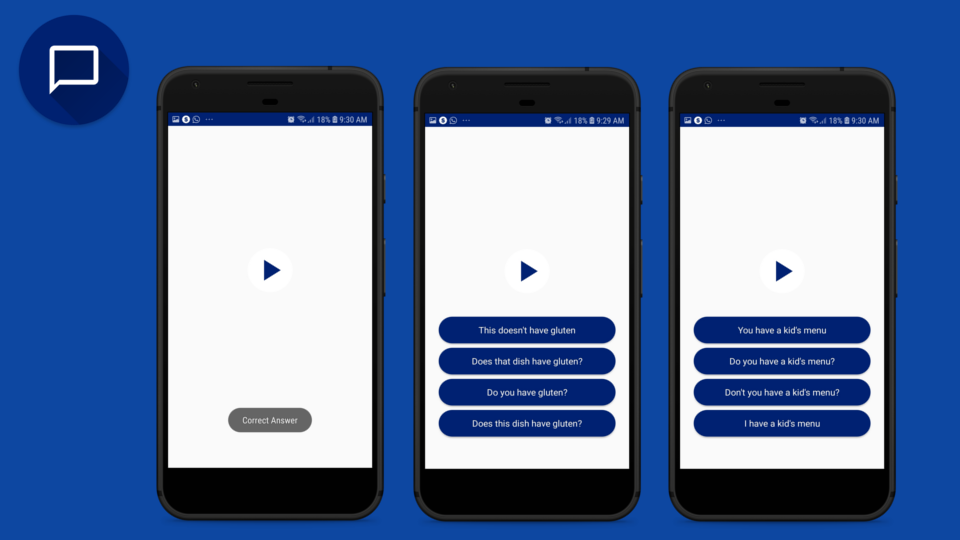 18% 9:30 AM
Correct Answer
18% 9:29 AM
This doesn't have gluten
Does that dish have gluten?
Do you have gluten?
Does this dish have gluten?
18% 9:30 AM
You have a kid's menu
Do you have a kid's menu?
Don't you have a kid's menu?
I have a kid's menu